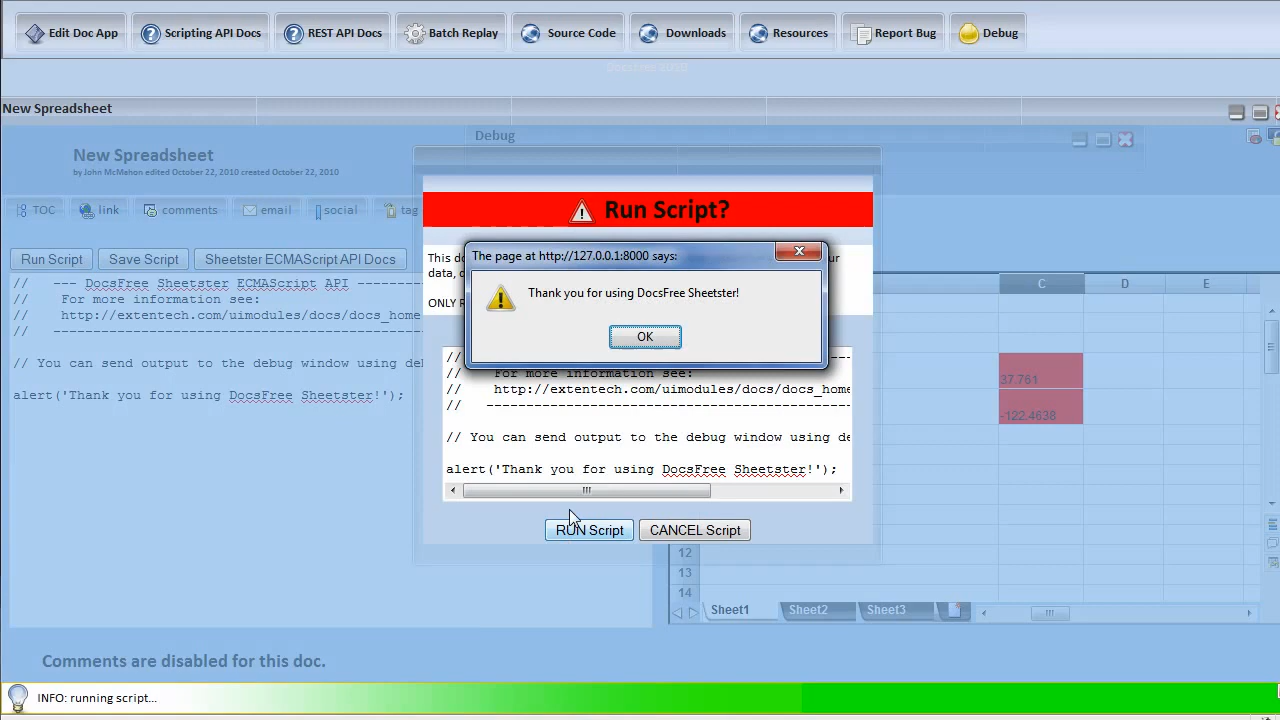 Edit Doc App
Scripting API Docs
REST API Docs
Batch Replay
Source Code
Downloads
Resources
Report Bug
Debug
DocsFree 2010
New Spreadsheet
Debug
New Spreadsheet
by John McMahon edited October 22, 2010 created October 22, 2010
TOC
link
comments
email
social
tag
Run Script
Save Script
Sheetster ECMAScript API Docs
// --- DocsFree Sheetster ECMAScript API ---------
// For more information see:
// http://extentech.com/uimodules/docs/docs_home
// ------------------------------------------
// You can send output to the debug window using d
alert('Thank you for using DocsFree Sheetster!');
Run Script?
This do
ur
data, d
ONLY R
The page at http://127.0.0.1:8000 says:
Thank you for using DocsFree Sheetster!
OK
//
// For more information see:
// http://extentech.com/uimodules/docs/docs_home
// ----------------------------------------------
// You can send output to the debug window using de
alert('Thank you for using DocsFree Sheetster!');
RUN Script
CANCEL Script
C
D
E
37.761
-122.4638
12
13
14
Sheet1
Sheet2
Sheet3
Comments are disabled for this doc.
INFO: running script...